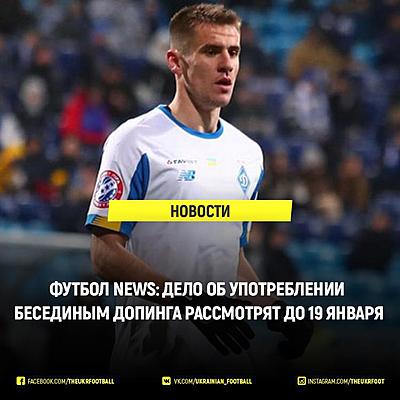 НОВОСТИ
ФУТБОЛ NEWS: ДЕЛО ОБ УПОТРЕБЛЕНИИ
БЕСЕДИНЫМ ДОПИНГА РАССМОТРЯТ ДО 19 ЯНВАРЯ
FACEBOOK.COM/THEUKRFOOTBALL
VK.COM/UKRAINIAN_FOOTBALL
INSTAGRAM.COM/THEUKRFOOT